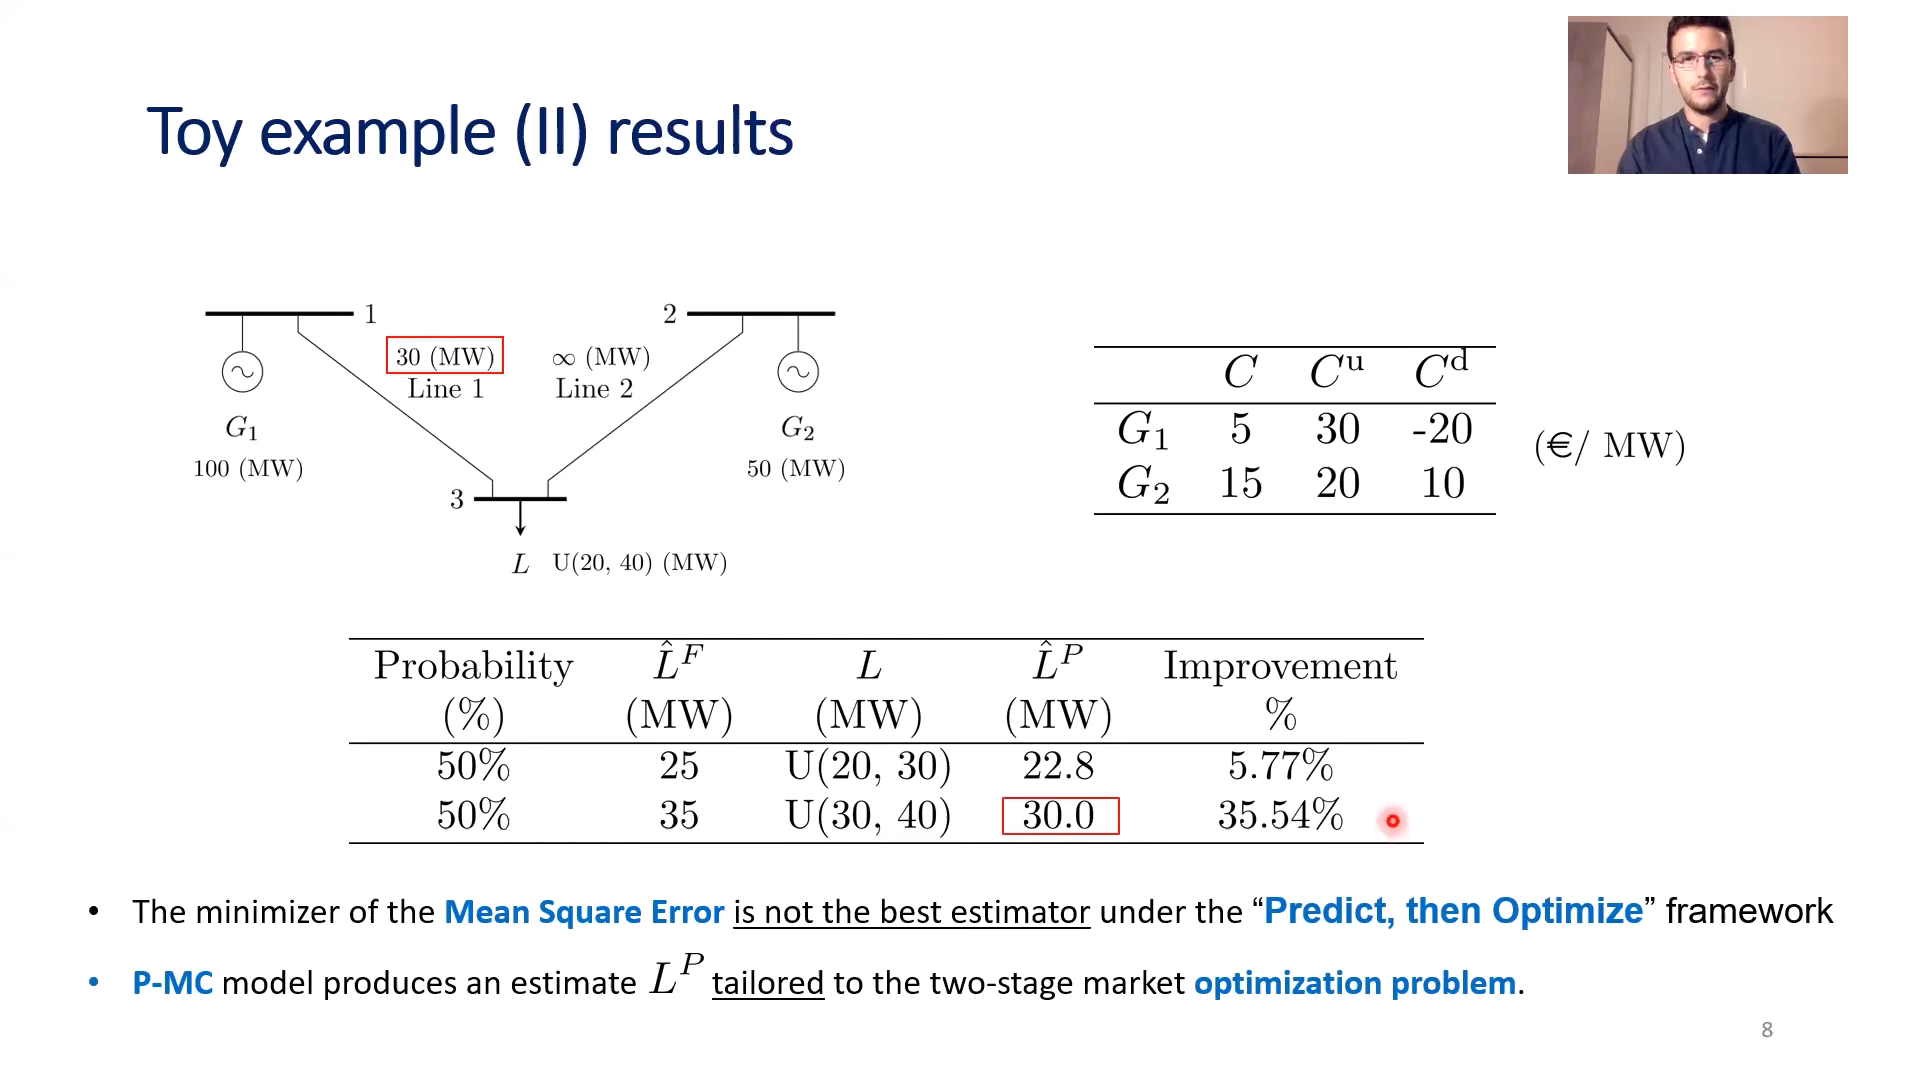 Toy example (II) results
1
2
30 (MW)
∞ (MW)
Line 1
Line 2
G₁
G₂
100 (MW)
50 (MW)
3
L U(20, 40) (MW)
C Cᵘ Cᵈ
G₁ 5 30 -20
G₂ 15 20 10
(€/ MW)
Probability L̂ᶠ L L̂ᴾ Improvement
(%) (MW) (MW) (MW) %
50% 25 U(20, 30) 22.8 5.77%
50% 35 U(30, 40) 30.0 35.54%
• The minimizer of the Mean Square Error is not the best estimator under the “Predict, then Optimize” framework
• P-MC model produces an estimate Lᴾ tailored to the two-stage market optimization problem.
8